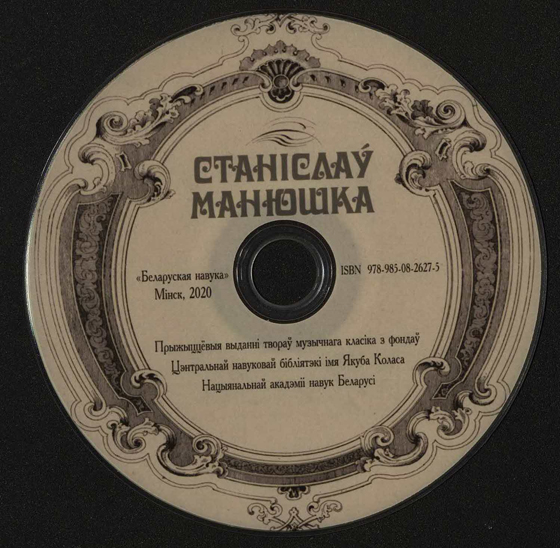 СТАНІСЛАЎ
МАНЮШКА
«Беларуская навука»
Мінск, 2020
ISBN 978-985-08-2627-5
Прыжыццёвыя выданні твораў музычнага класіка з фондаў
Цэнтральнай навуковай бібліятэкі імя Якуба Коласа
Нацыянальнай акадэміі навук Беларусі